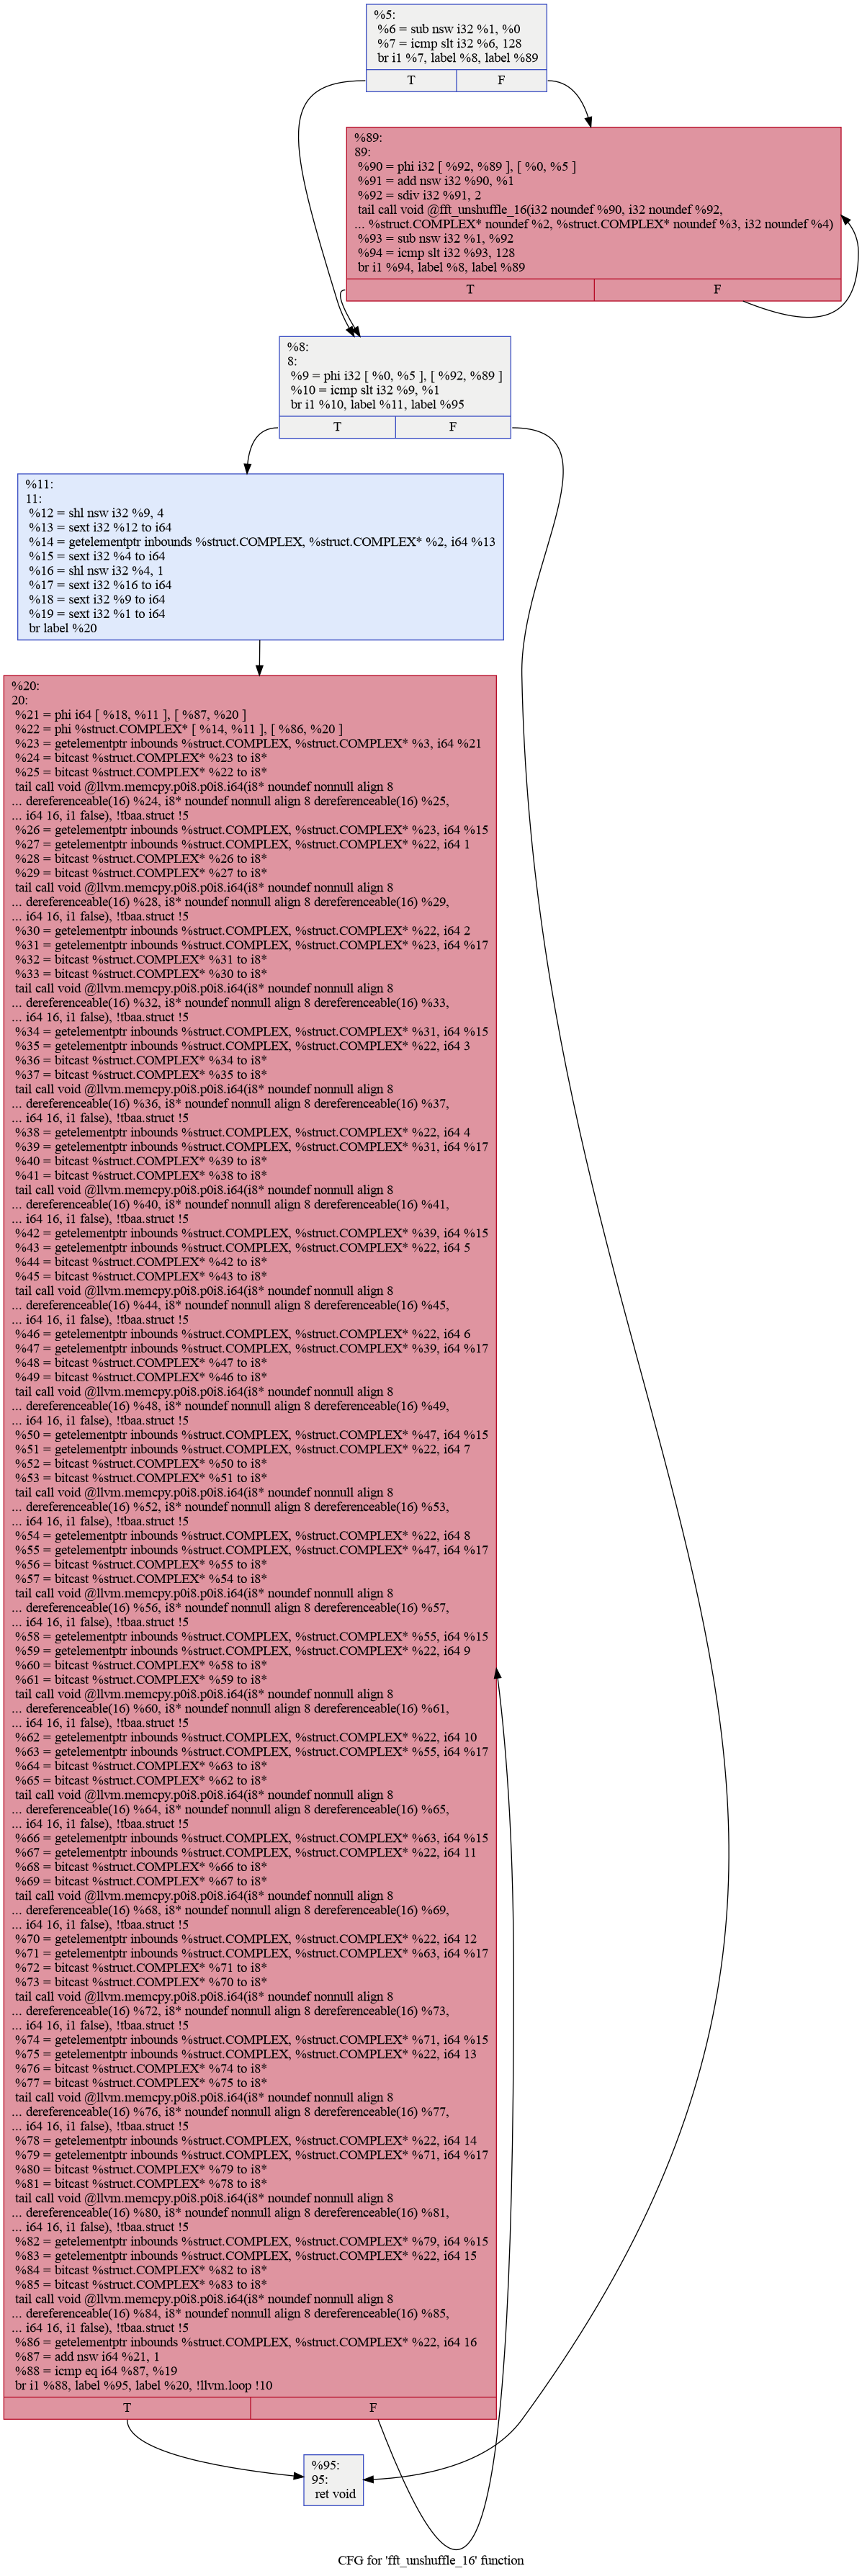 %5:
%6 = sub nsw i32 %1, %0
%7 = icmp slt i32 %6, 128
br i1 %7, label %8, label %89
T
F
%89:
89:
%90 = phi i32 [ %92, %89 ], [ %0, %5 ]
%91 = add nsw i32 %90, %1
%92 = sdiv i32 %91, 2
tail call void @fft_unshuffle_16(i32 noundef %90, i32 noundef %92,
... %struct.COMPLEX* noundef %2, %struct.COMPLEX* noundef %3, i32 noundef %4)
%93 = sub nsw i32 %1, %92
%94 = icmp slt i32 %93, 128
br i1 %94, label %8, label %89
T
F
%8:
8:
%9 = phi i32 [ %0, %5 ], [ %92, %89 ]
%10 = icmp slt i32 %9, %1
br i1 %10, label %11, label %95
T
F
%11:
11:
%12 = shl nsw i32 %9, 4
%13 = sext i32 %12 to i64
%14 = getelementptr inbounds %struct.COMPLEX, %struct.COMPLEX* %2, i64 %13
%15 = sext i32 %4 to i64
%16 = shl nsw i32 %4, 1
%17 = sext i32 %16 to i64
%18 = sext i32 %9 to i64
%19 = sext i32 %1 to i64
br label %20
%20:
20:
%21 = phi i64 [ %18, %11 ], [ %87, %20 ]
%22 = phi %struct.COMPLEX* [ %14, %11 ], [ %86, %20 ]
%23 = getelementptr inbounds %struct.COMPLEX, %struct.COMPLEX* %3, i64 %21
%24 = bitcast %struct.COMPLEX* %23 to i8*
%25 = bitcast %struct.COMPLEX* %22 to i8*
tail call void @llvm.memcpy.p0i8.p0i8.i64(i8* noundef nonnull align 8
... dereferenceable(16) %24, i8* noundef nonnull align 8 dereferenceable(16) %25,
... i64 16, i1 false), !tbaa.struct !5
%26 = getelementptr inbounds %struct.COMPLEX, %struct.COMPLEX* %23, i64 %15
%27 = getelementptr inbounds %struct.COMPLEX, %struct.COMPLEX* %22, i64 1
%28 = bitcast %struct.COMPLEX* %26 to i8*
%29 = bitcast %struct.COMPLEX* %27 to i8*
tail call void @llvm.memcpy.p0i8.p0i8.i64(i8* noundef nonnull align 8
... dereferenceable(16) %28, i8* noundef nonnull align 8 dereferenceable(16) %29,
... i64 16, i1 false), !tbaa.struct !5
%30 = getelementptr inbounds %struct.COMPLEX, %struct.COMPLEX* %22, i64 2
%31 = getelementptr inbounds %struct.COMPLEX, %struct.COMPLEX* %23, i64 %17
%32 = bitcast %struct.COMPLEX* %31 to i8*
%33 = bitcast %struct.COMPLEX* %30 to i8*
tail call void @llvm.memcpy.p0i8.p0i8.i64(i8* noundef nonnull align 8
... dereferenceable(16) %32, i8* noundef nonnull align 8 dereferenceable(16) %33,
... i64 16, i1 false), !tbaa.struct !5
%34 = getelementptr inbounds %struct.COMPLEX, %struct.COMPLEX* %31, i64 %15
%35 = getelementptr inbounds %struct.COMPLEX, %struct.COMPLEX* %22, i64 3
%36 = bitcast %struct.COMPLEX* %34 to i8*
%37 = bitcast %struct.COMPLEX* %35 to i8*
tail call void @llvm.memcpy.p0i8.p0i8.i64(i8* noundef nonnull align 8
... dereferenceable(16) %36, i8* noundef nonnull align 8 dereferenceable(16) %37,
... i64 16, i1 false), !tbaa.struct !5
%38 = getelementptr inbounds %struct.COMPLEX, %struct.COMPLEX* %22, i64 4
%39 = getelementptr inbounds %struct.COMPLEX, %struct.COMPLEX* %31, i64 %17
%40 = bitcast %struct.COMPLEX* %39 to i8*
%41 = bitcast %struct.COMPLEX* %38 to i8*
tail call void @llvm.memcpy.p0i8.p0i8.i64(i8* noundef nonnull align 8
... dereferenceable(16) %40, i8* noundef nonnull align 8 dereferenceable(16) %41,
... i64 16, i1 false), !tbaa.struct !5
%42 = getelementptr inbounds %struct.COMPLEX, %struct.COMPLEX* %39, i64 %15
%43 = getelementptr inbounds %struct.COMPLEX, %struct.COMPLEX* %22, i64 5
%44 = bitcast %struct.COMPLEX* %42 to i8*
%45 = bitcast %struct.COMPLEX* %43 to i8*
tail call void @llvm.memcpy.p0i8.p0i8.i64(i8* noundef nonnull align 8
... dereferenceable(16) %44, i8* noundef nonnull align 8 dereferenceable(16) %45,
... i64 16, i1 false), !tbaa.struct !5
%46 = getelementptr inbounds %struct.COMPLEX, %struct.COMPLEX* %22, i64 6
%47 = getelementptr inbounds %struct.COMPLEX, %struct.COMPLEX* %39, i64 %17
%48 = bitcast %struct.COMPLEX* %47 to i8*
%49 = bitcast %struct.COMPLEX* %46 to i8*
tail call void @llvm.memcpy.p0i8.p0i8.i64(i8* noundef nonnull align 8
... dereferenceable(16) %48, i8* noundef nonnull align 8 dereferenceable(16) %49,
... i64 16, i1 false), !tbaa.struct !5
%50 = getelementptr inbounds %struct.COMPLEX, %struct.COMPLEX* %47, i64 %15
%51 = getelementptr inbounds %struct.COMPLEX, %struct.COMPLEX* %22, i64 7
%52 = bitcast %struct.COMPLEX* %50 to i8*
%53 = bitcast %struct.COMPLEX* %51 to i8*
tail call void @llvm.memcpy.p0i8.p0i8.i64(i8* noundef nonnull align 8
... dereferenceable(16) %52, i8* noundef nonnull align 8 dereferenceable(16) %53,
... i64 16, i1 false), !tbaa.struct !5
%54 = getelementptr inbounds %struct.COMPLEX, %struct.COMPLEX* %22, i64 8
%55 = getelementptr inbounds %struct.COMPLEX, %struct.COMPLEX* %47, i64 %17
%56 = bitcast %struct.COMPLEX* %55 to i8*
%57 = bitcast %struct.COMPLEX* %54 to i8*
tail call void @llvm.memcpy.p0i8.p0i8.i64(i8* noundef nonnull align 8
... dereferenceable(16) %56, i8* noundef nonnull align 8 dereferenceable(16) %57,
... i64 16, i1 false), !tbaa.struct !5
%58 = getelementptr inbounds %struct.COMPLEX, %struct.COMPLEX* %55, i64 %15
%59 = getelementptr inbounds %struct.COMPLEX, %struct.COMPLEX* %22, i64 9
%60 = bitcast %struct.COMPLEX* %58 to i8*
%61 = bitcast %struct.COMPLEX* %59 to i8*
tail call void @llvm.memcpy.p0i8.p0i8.i64(i8* noundef nonnull align 8
... dereferenceable(16) %60, i8* noundef nonnull align 8 dereferenceable(16) %61,
... i64 16, i1 false), !tbaa.struct !5
%62 = getelementptr inbounds %struct.COMPLEX, %struct.COMPLEX* %22, i64 10
%63 = getelementptr inbounds %struct.COMPLEX, %struct.COMPLEX* %55, i64 %17
%64 = bitcast %struct.COMPLEX* %63 to i8*
%65 = bitcast %struct.COMPLEX* %62 to i8*
tail call void @llvm.memcpy.p0i8.p0i8.i64(i8* noundef nonnull align 8
... dereferenceable(16) %64, i8* noundef nonnull align 8 dereferenceable(16) %65,
... i64 16, i1 false), !tbaa.struct !5
%66 = getelementptr inbounds %struct.COMPLEX, %struct.COMPLEX* %63, i64 %15
%67 = getelementptr inbounds %struct.COMPLEX, %struct.COMPLEX* %22, i64 11
%68 = bitcast %struct.COMPLEX* %66 to i8*
%69 = bitcast %struct.COMPLEX* %67 to i8*
tail call void @llvm.memcpy.p0i8.p0i8.i64(i8* noundef nonnull align 8
... dereferenceable(16) %68, i8* noundef nonnull align 8 dereferenceable(16) %69,
... i64 16, i1 false), !tbaa.struct !5
%70 = getelementptr inbounds %struct.COMPLEX, %struct.COMPLEX* %22, i64 12
%71 = getelementptr inbounds %struct.COMPLEX, %struct.COMPLEX* %63, i64 %17
%72 = bitcast %struct.COMPLEX* %71 to i8*
%73 = bitcast %struct.COMPLEX* %70 to i8*
tail call void @llvm.memcpy.p0i8.p0i8.i64(i8* noundef nonnull align 8
... dereferenceable(16) %72, i8* noundef nonnull align 8 dereferenceable(16) %73,
... i64 16, i1 false), !tbaa.struct !5
%74 = getelementptr inbounds %struct.COMPLEX, %struct.COMPLEX* %71, i64 %15
%75 = getelementptr inbounds %struct.COMPLEX, %struct.COMPLEX* %22, i64 13
%76 = bitcast %struct.COMPLEX* %74 to i8*
%77 = bitcast %struct.COMPLEX* %75 to i8*
tail call void @llvm.memcpy.p0i8.p0i8.i64(i8* noundef nonnull align 8
... dereferenceable(16) %76, i8* noundef nonnull align 8 dereferenceable(16) %77,
... i64 16, i1 false), !tbaa.struct !5
%78 = getelementptr inbounds %struct.COMPLEX, %struct.COMPLEX* %22, i64 14
%79 = getelementptr inbounds %struct.COMPLEX, %struct.COMPLEX* %71, i64 %17
%80 = bitcast %struct.COMPLEX* %79 to i8*
%81 = bitcast %struct.COMPLEX* %78 to i8*
tail call void @llvm.memcpy.p0i8.p0i8.i64(i8* noundef nonnull align 8
... dereferenceable(16) %80, i8* noundef nonnull align 8 dereferenceable(16) %81,
... i64 16, i1 false), !tbaa.struct !5
%82 = getelementptr inbounds %struct.COMPLEX, %struct.COMPLEX* %79, i64 %15
%83 = getelementptr inbounds %struct.COMPLEX, %struct.COMPLEX* %22, i64 15
%84 = bitcast %struct.COMPLEX* %82 to i8*
%85 = bitcast %struct.COMPLEX* %83 to i8*
tail call void @llvm.memcpy.p0i8.p0i8.i64(i8* noundef nonnull align 8
... dereferenceable(16) %84, i8* noundef nonnull align 8 dereferenceable(16) %85,
... i64 16, i1 false), !tbaa.struct !5
%86 = getelementptr inbounds %struct.COMPLEX, %struct.COMPLEX* %22, i64 16
%87 = add nsw i64 %21, 1
%88 = icmp eq i64 %87, %19
br i1 %88, label %95, label %20, !llvm.loop !10
T
F
%95:
95:
ret void
CFG for 'fft_unshuffle_16' function